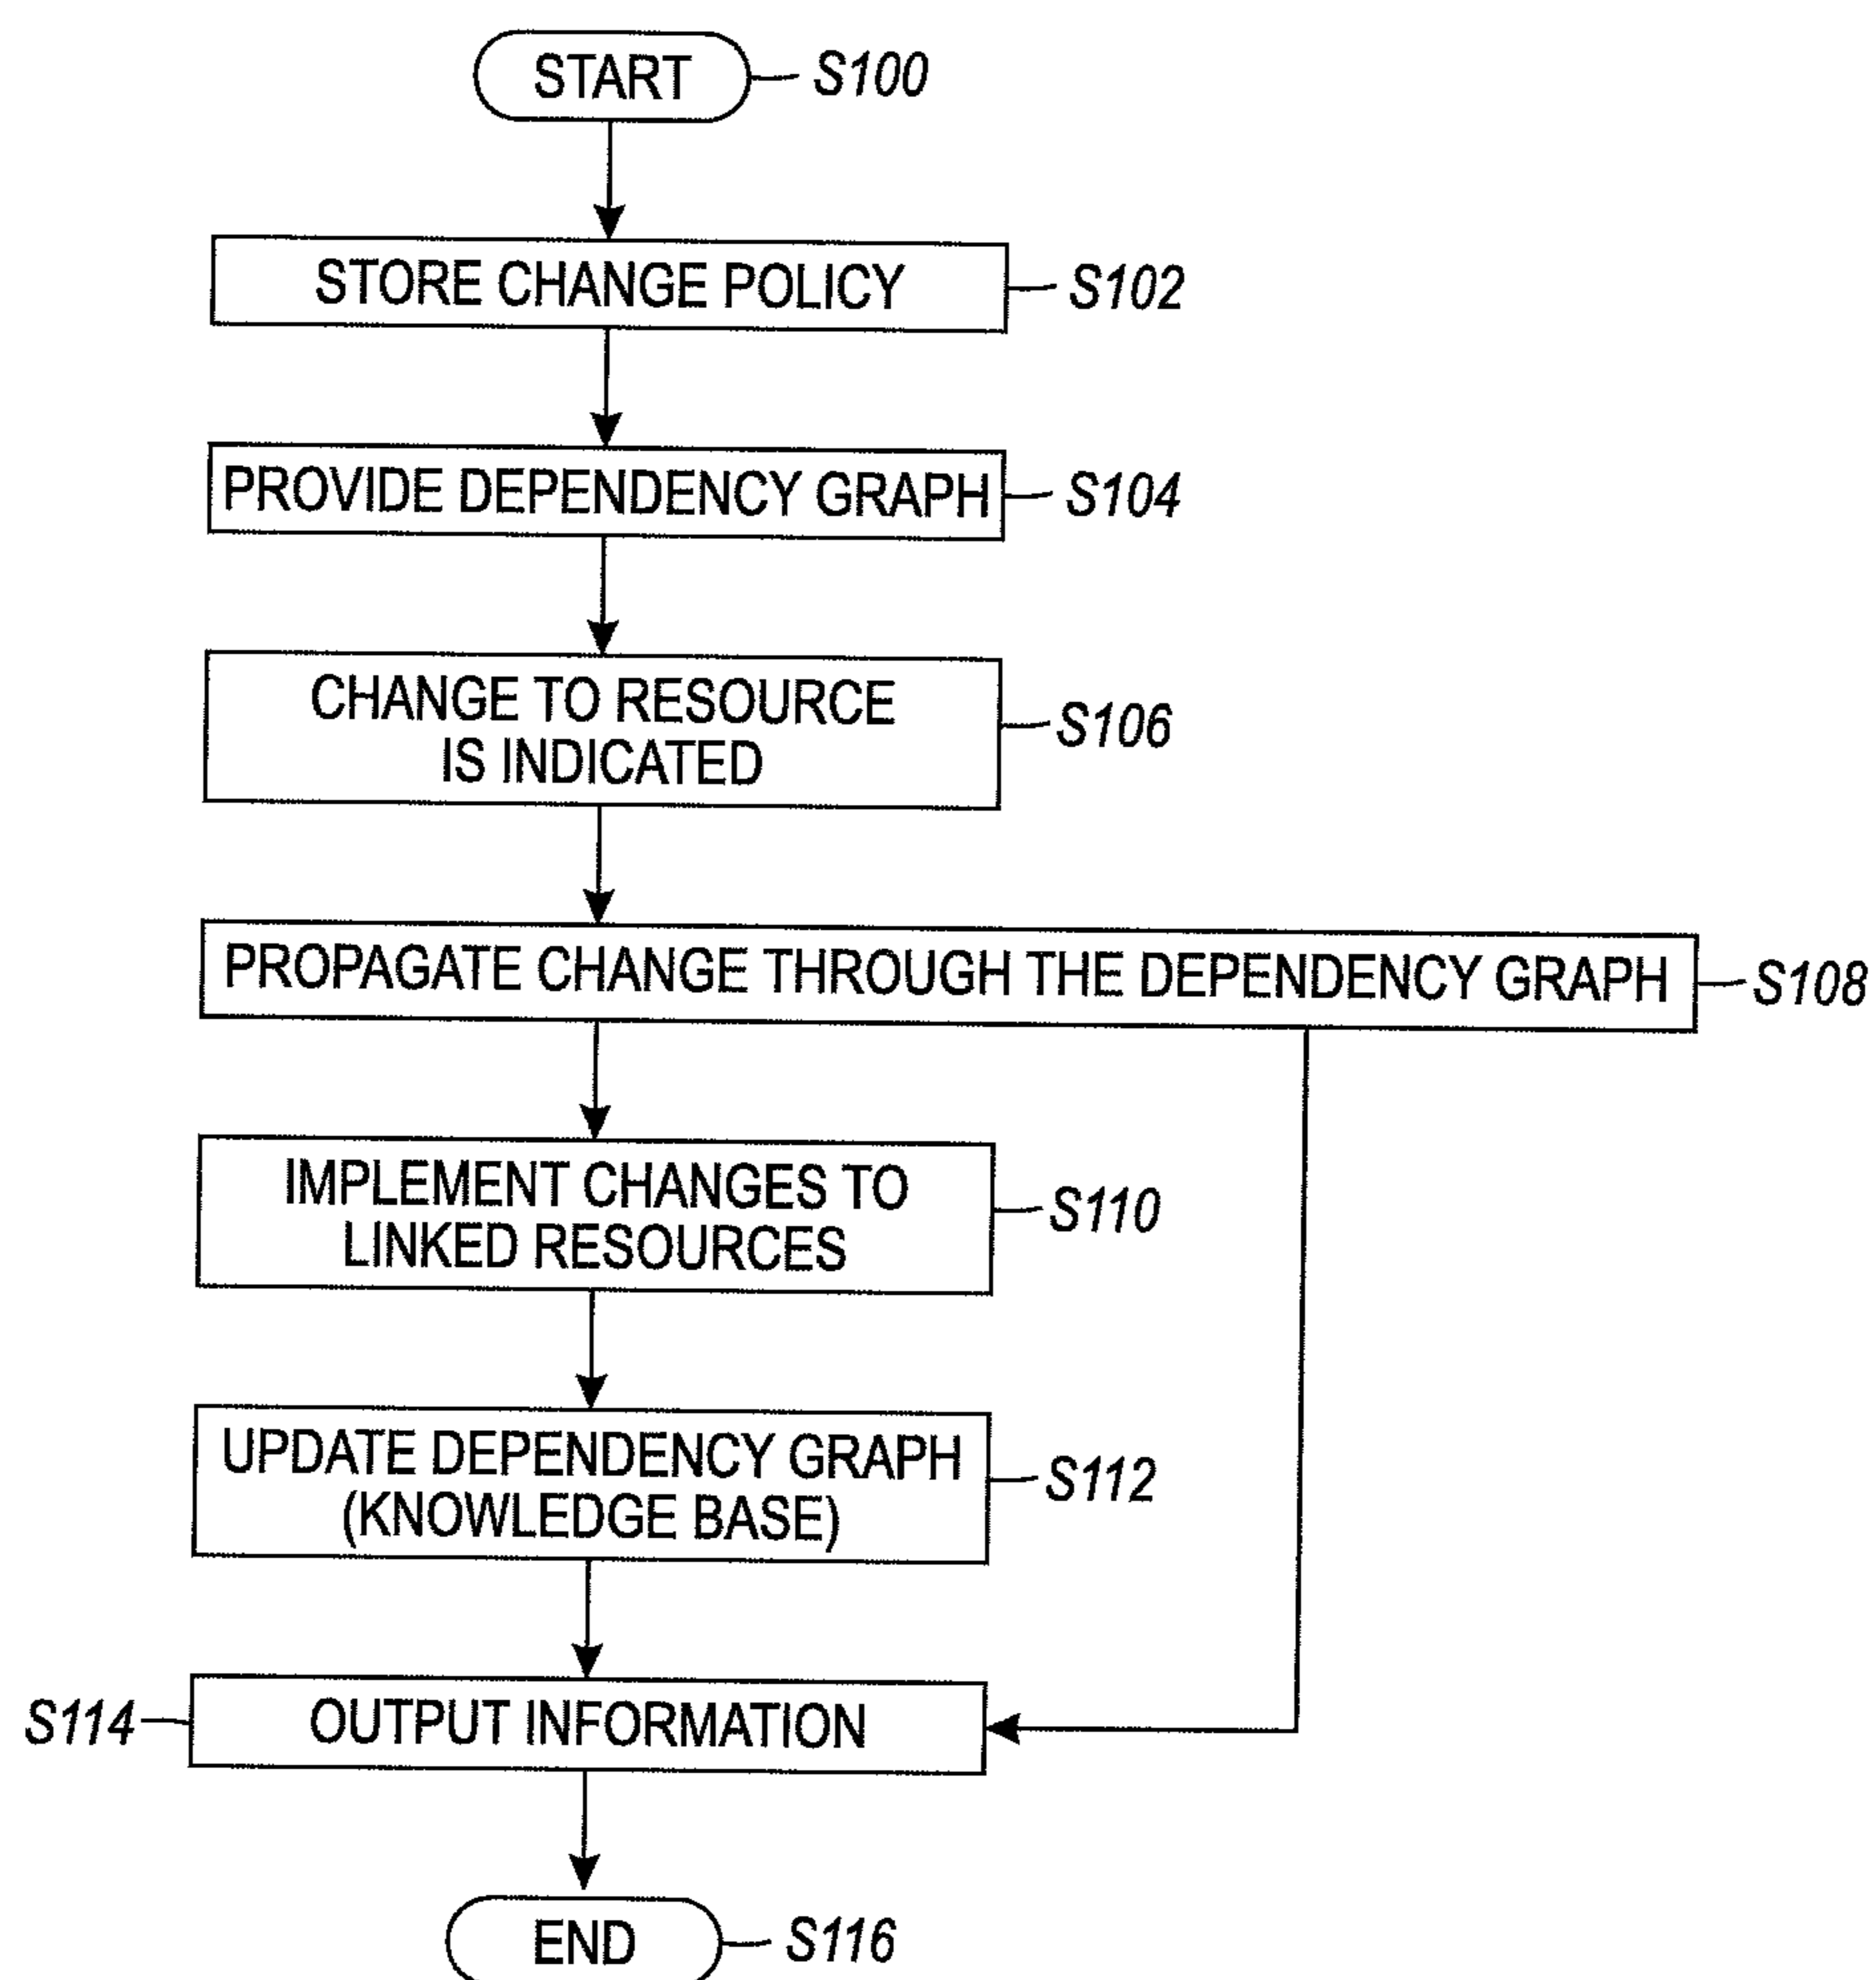 START
S100
STORE CHANGE POLICY
S102
PROVIDE DEPENDENCY GRAPH
S104
CHANGE TO RESOURCE
IS INDICATED
S106
PROPAGATE CHANGE THROUGH THE DEPENDENCY GRAPH
S108
IMPLEMENT CHANGES TO
LINKED RESOURCES
S110
UPDATE DEPENDENCY GRAPH
(KNOWLEDGE BASE)
S112
S114
OUTPUT INFORMATION
END
S116